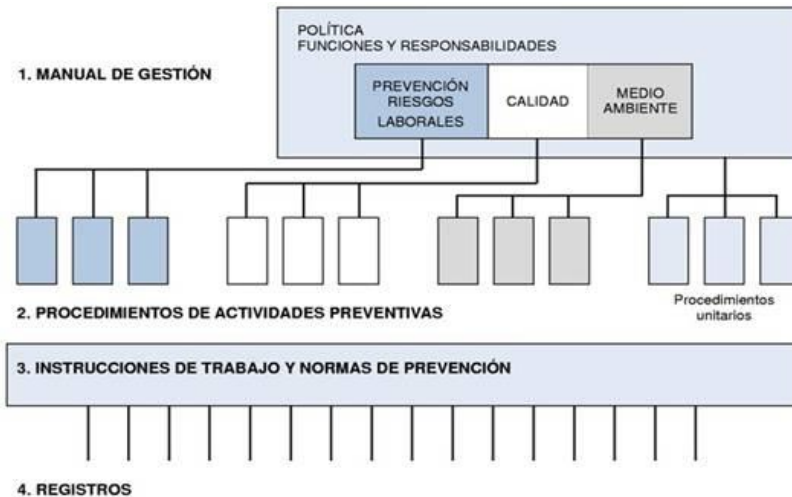 POLÍTICA
FUNCIONES Y RESPONSABILIDADES
1. MANUAL DE GESTIÓN
PREVENCIÓN
RIESGOS
LABORALES
CALIDAD
MEDIO
AMBIENTE
2. PROCEDIMIENTOS DE ACTIVIDADES PREVENTIVAS
Procedimientos
unitarios
3. INSTRUCCIONES DE TRABAJO Y NORMAS DE PREVENCIÓN
4. REGISTROS